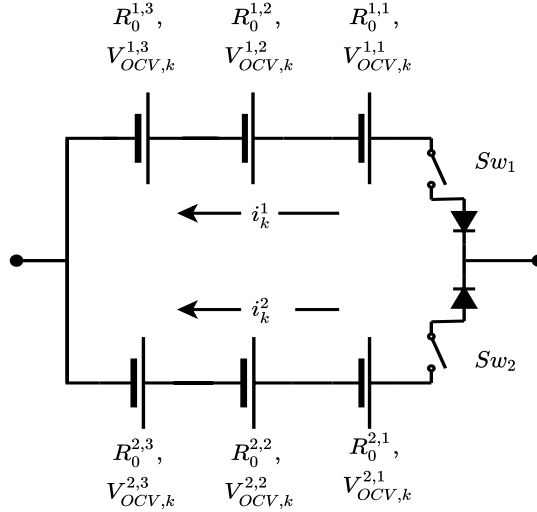 R_0^{1,3}, R_0^{1,2}, R_0^{1,1},
V_{OCV,k}^{1,3} V_{OCV,k}^{1,2} V_{OCV,k}^{1,1}
Sw_1
i_k^1
i_k^2
Sw_2
R_0^{2,3}, R_0^{2,2}, R_0^{2,1},
V_{OCV,k}^{2,3} V_{OCV,k}^{2,2} V_{OCV,k}^{2,1}